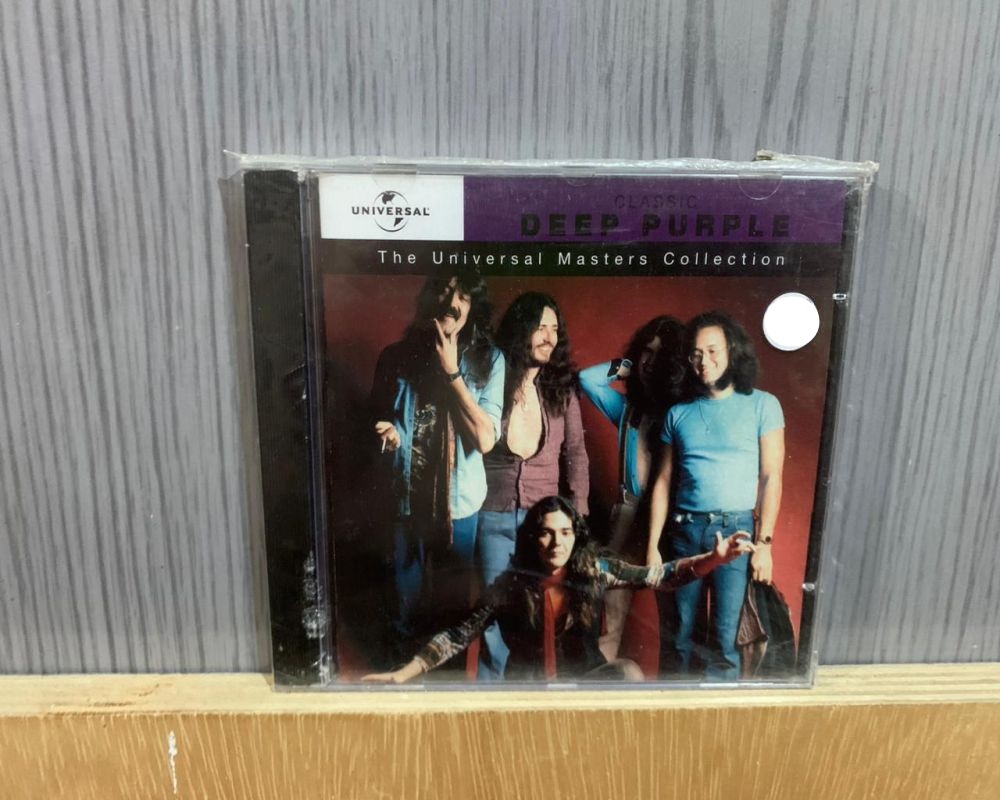 UNIVERSAL
CLASSIC
DEEP PURPLE
The Universal Masters Collection